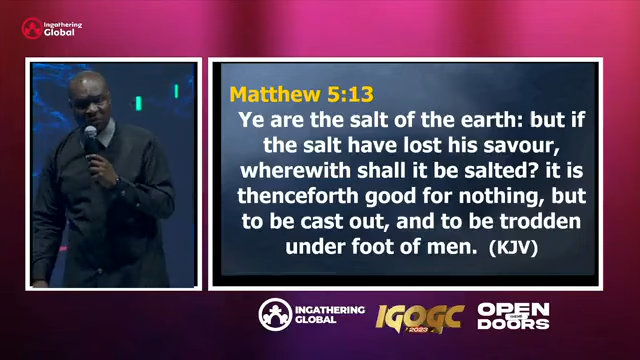 Ingathering
Global
Matthew 5:13
Ye are the salt of the earth: but if
the salt have lost his savour,
wherewith shall it be salted? it is
thenceforth good for nothing, but
to be cast out, and to be trodden
under foot of men. (KJV)
INGATHERING
GLOBAL
IGOGC
2023
OPEN
DOORS